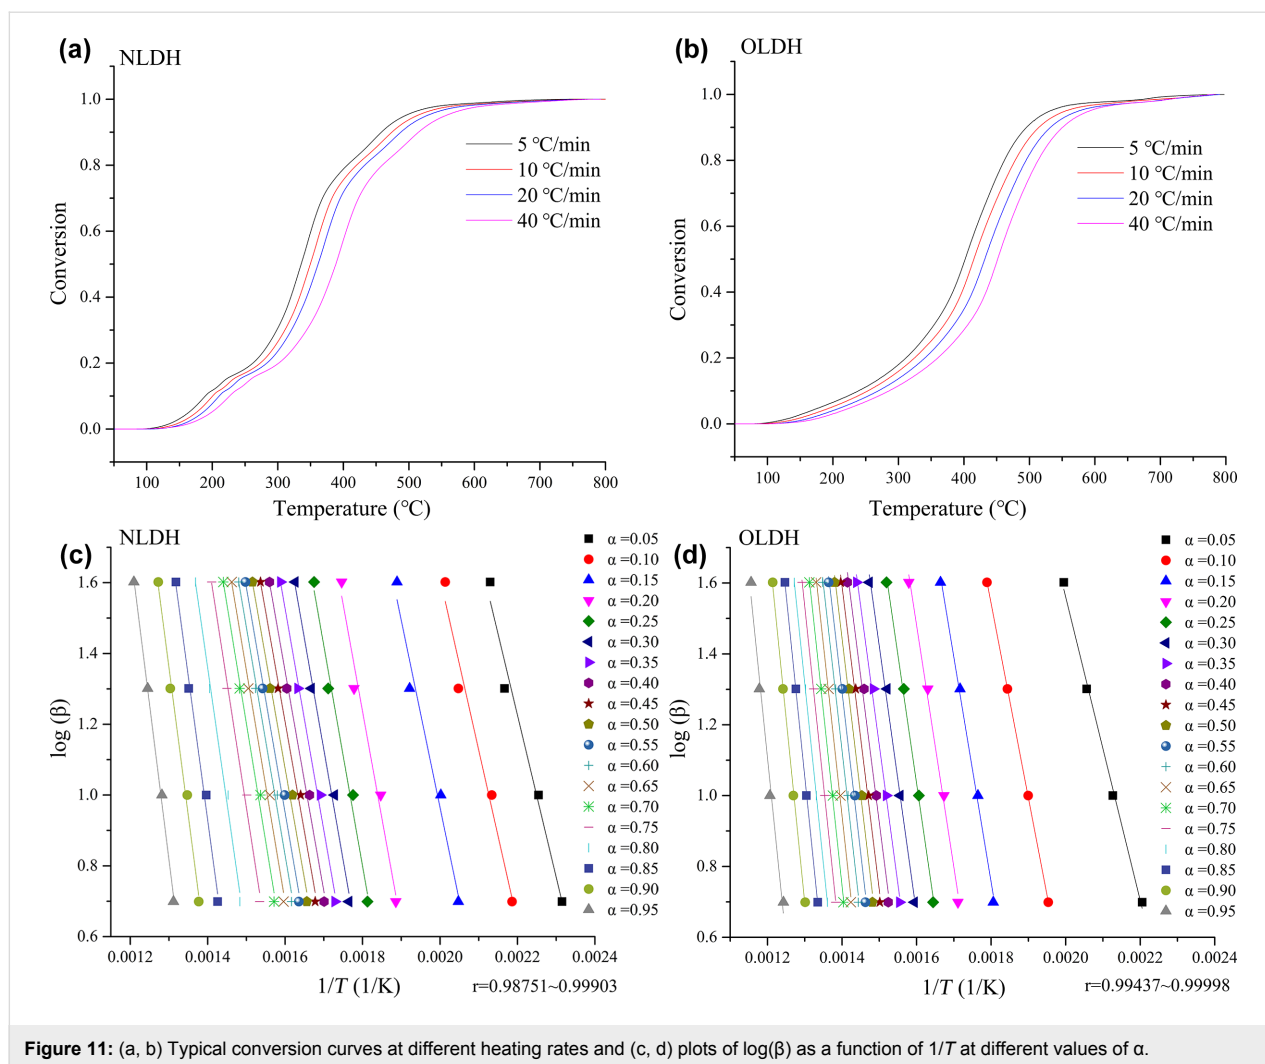 (a)
NLDH
1.0
0.8
0.6
0.4
0.2
0.0
Conversion
5 °C/min
10 °C/min
20 °C/min
40 °C/min
100 200 300 400 500 600 700 800
Temperature (°C)
(b)
OLDH
1.0
0.8
0.6
0.4
0.2
0.0
Conversion
5 °C/min
10 °C/min
20 °C/min
40 °C/min
100 200 300 400 500 600 700 800
Temperature (°C)
(c)
NLDH
1.6
1.4
1.2
1.0
0.8
0.6
log (β)
0.0012 0.0014 0.0016 0.0018 0.0020 0.0022 0.0024
1/T (1/K)
r=0.98751~0.99903
α =0.05
α =0.10
α =0.15
α =0.20
α =0.25
α =0.30
α =0.35
α =0.40
α =0.45
α =0.50
α =0.55
α =0.60
α =0.65
α =0.70
α =0.75
α =0.80
α =0.85
α =0.90
α =0.95
(d)
OLDH
1.6
1.4
1.2
1.0
0.8
0.6
log (β)
0.0012 0.0014 0.0016 0.0018 0.0020 0.0022 0.0024
1/T (1/K)
r=0.99437~0.99998
α =0.05
α =0.10
α =0.15
α =0.20
α =0.25
α =0.30
α =0.35
α =0.40
α =0.45
α =0.50
α =0.55
α =0.60
α =0.65
α =0.70
α =0.75
α =0.80
α =0.85
α =0.90
α =0.95
Figure 11: (a, b) Typical conversion curves at different heating rates and (c, d) plots of log(β) as a function of 1/T at different values of α.